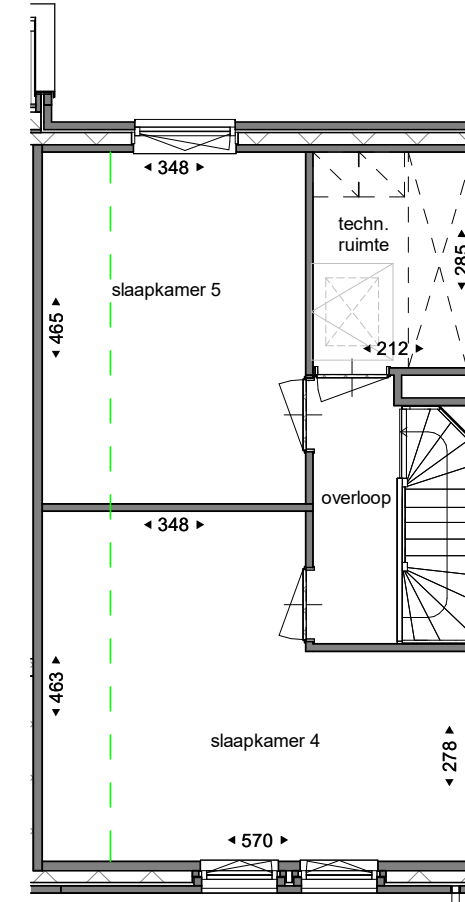 348
techn.
ruimte
285
slaapkamer 5
465
212
overloop
348
463
slaapkamer 4
278
570